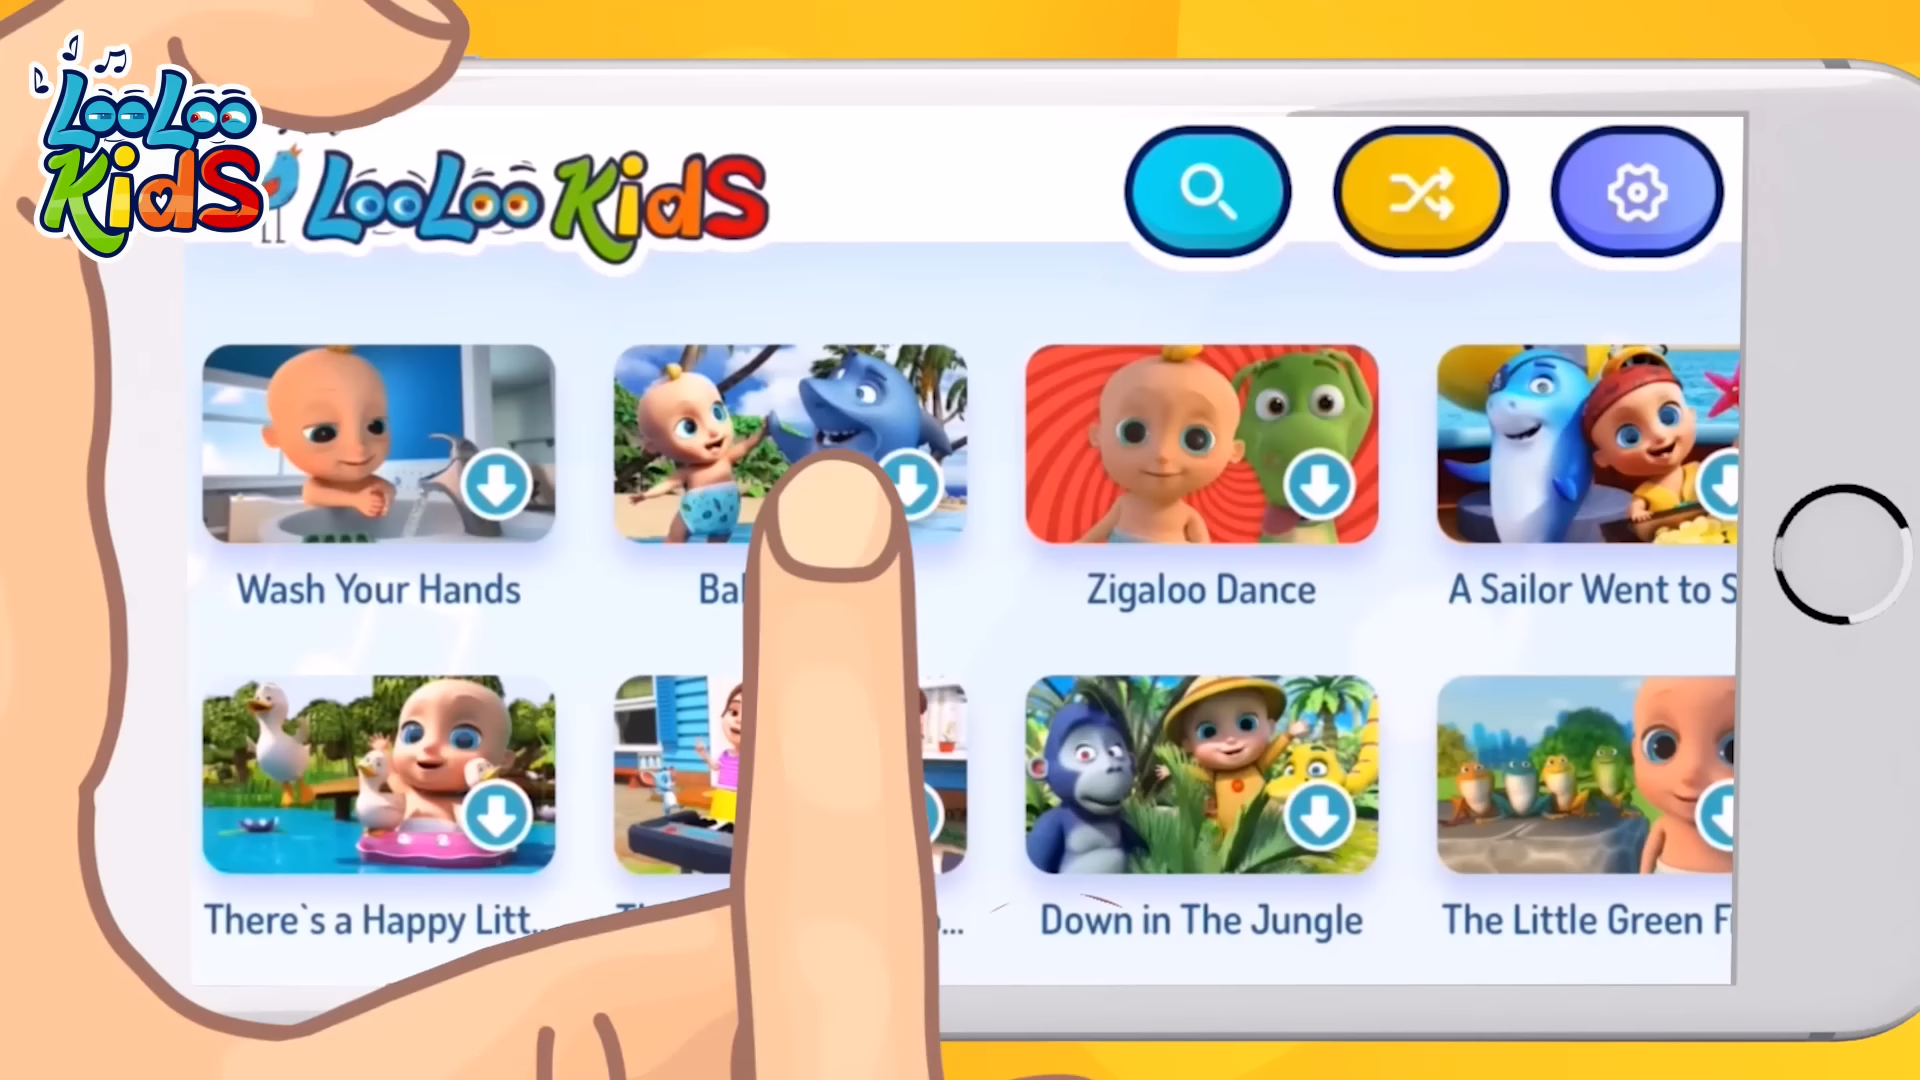 LooLoo
KidS
LooLoo KidS
Wash Your Hands
Zigaloo Dance
A Sailor Went to S
There`s a Happy Litt...
Down in The Jungle
The Little Green F